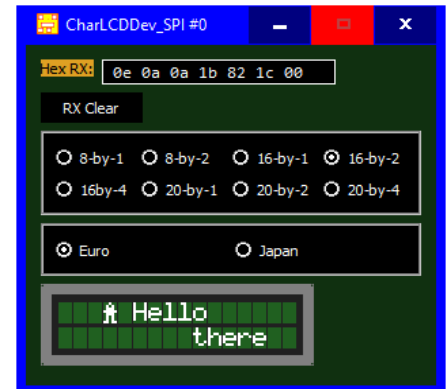 CharLCDDev_SPI #0
Hex RX: 0e 0a 0a 1b 82 1c 00
RX Clear
8-by-1 8-by-2 16-by-1 16-by-2
16by-4 20-by-1 20-by-2 20-by-4
Euro Japan
Hello
there